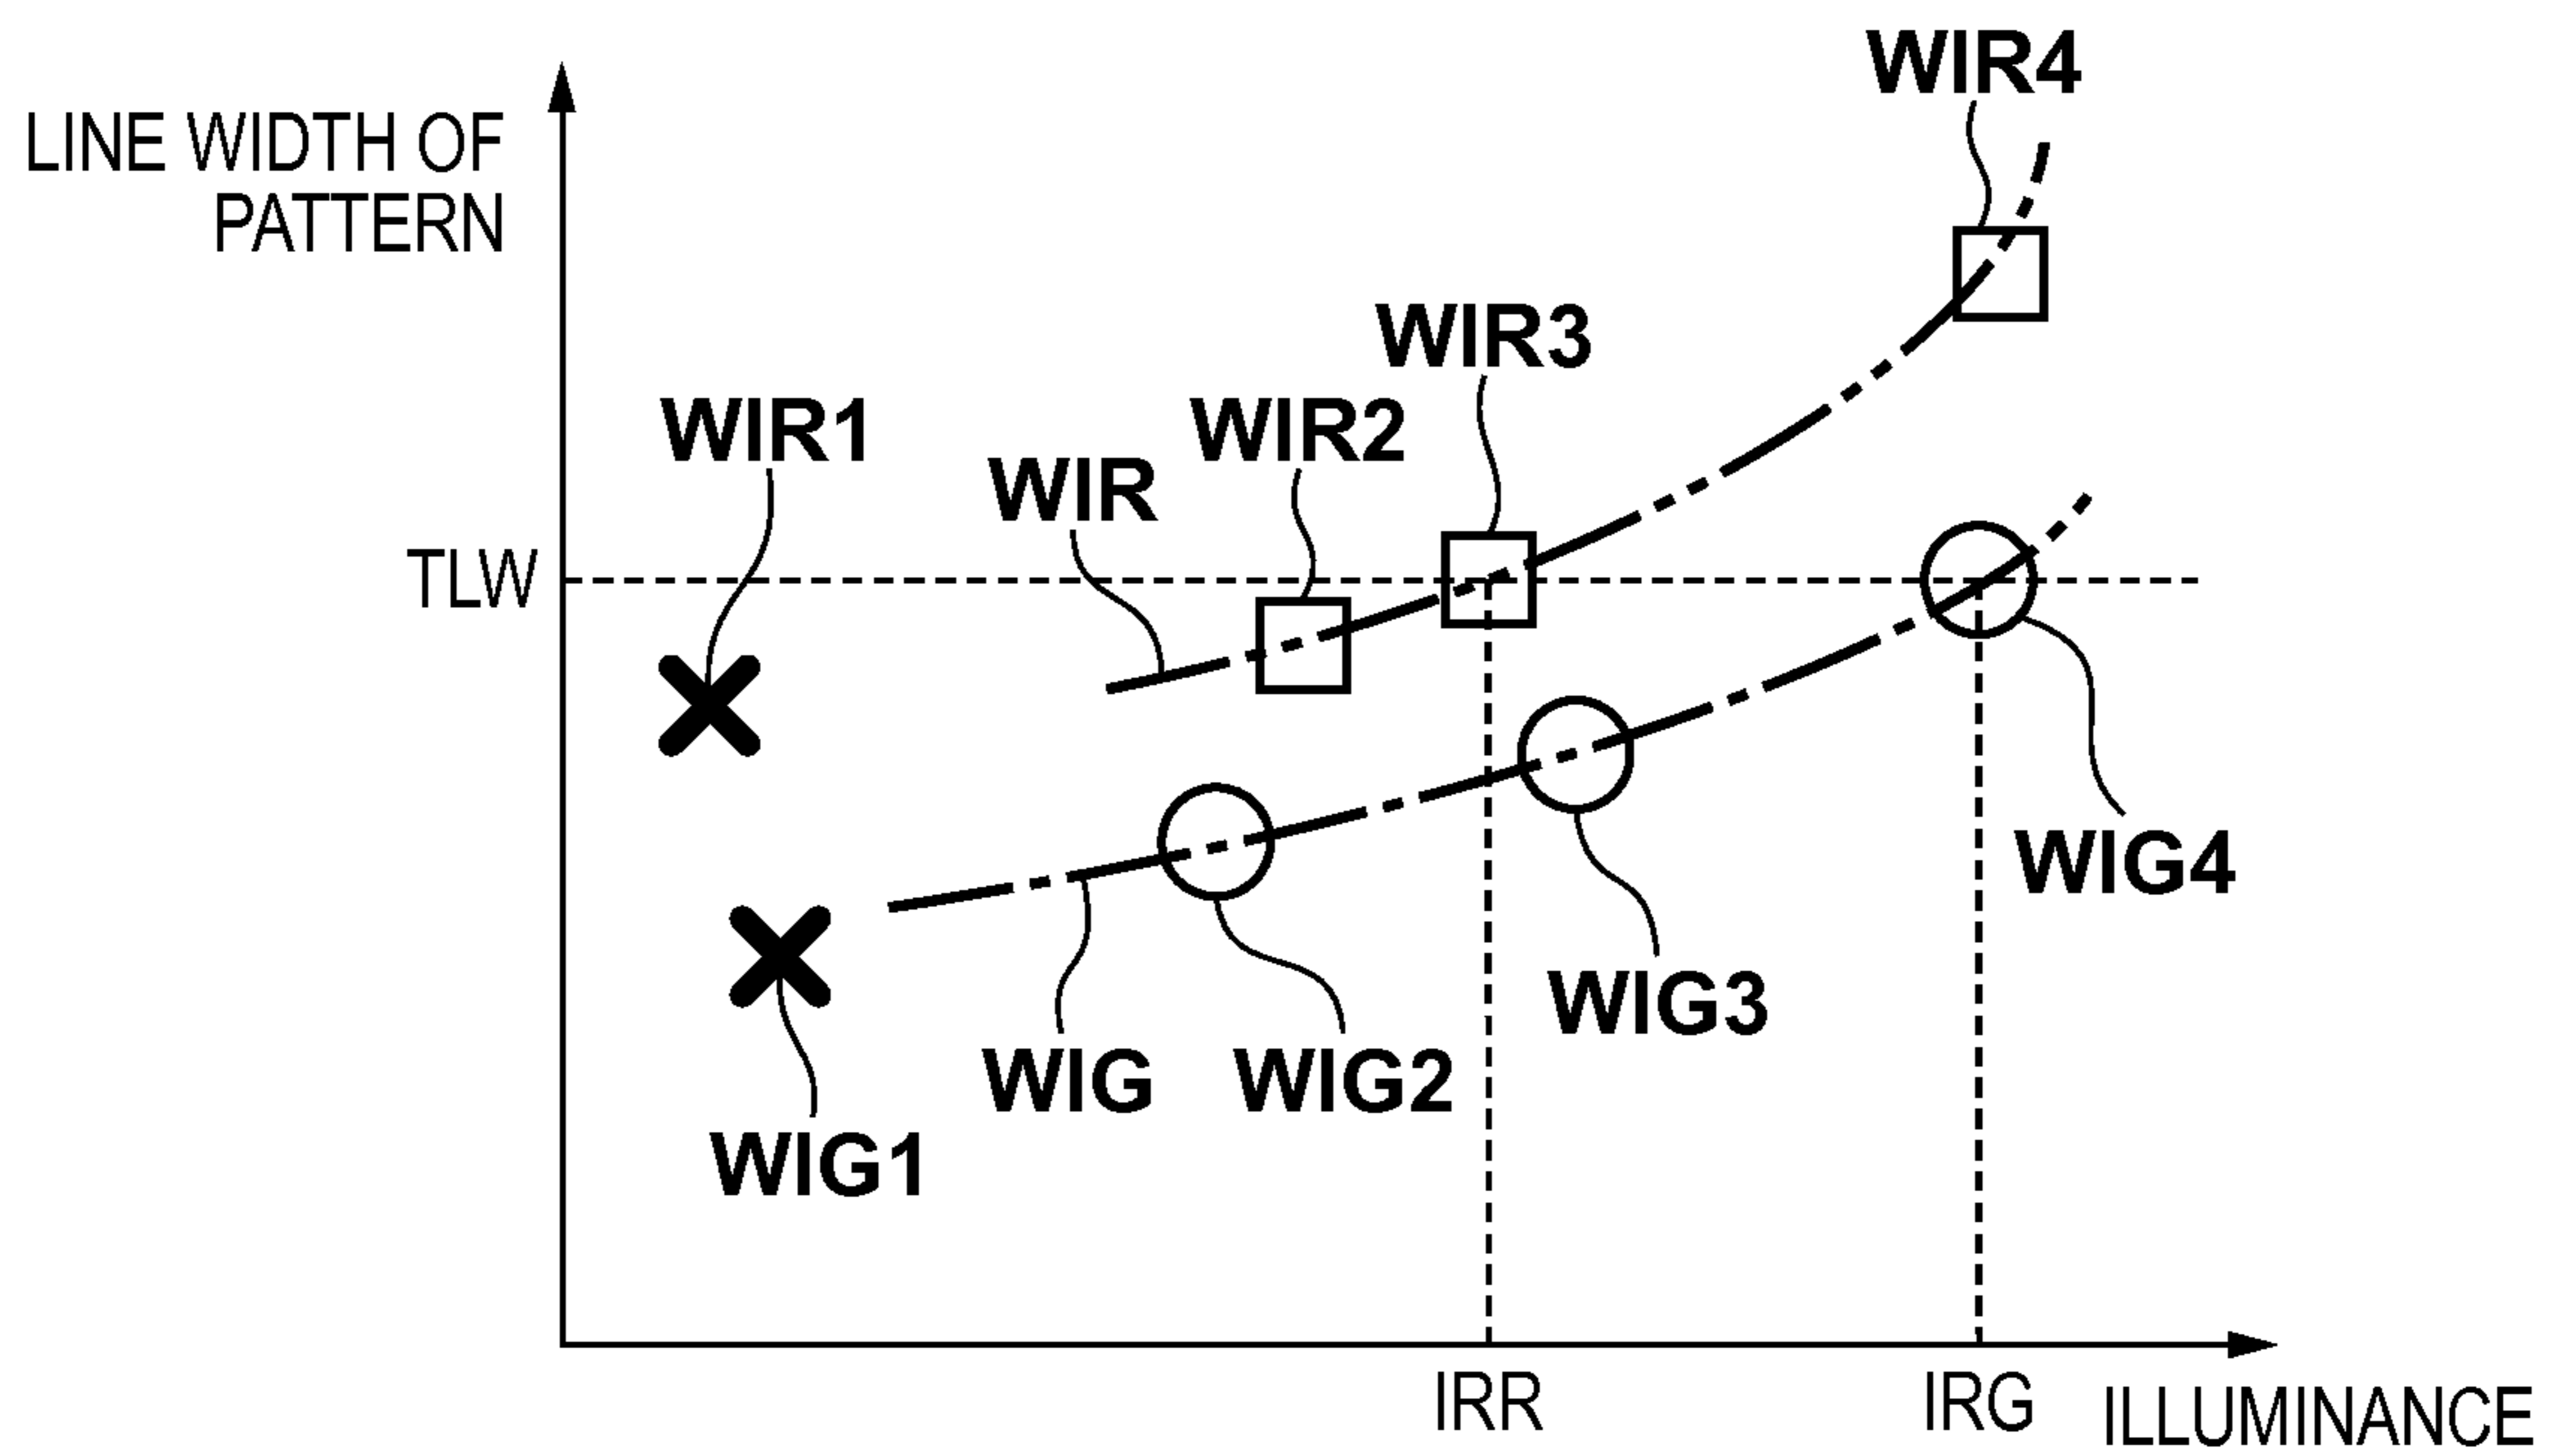 WIR4
LINE WIDTH OF
PATTERN
WIR3
WIR1
WIR2
WIR
TLW
WIG4
WIG3
WIG
WIG2
WIG1
IRR
IRG
ILLUMINANCE